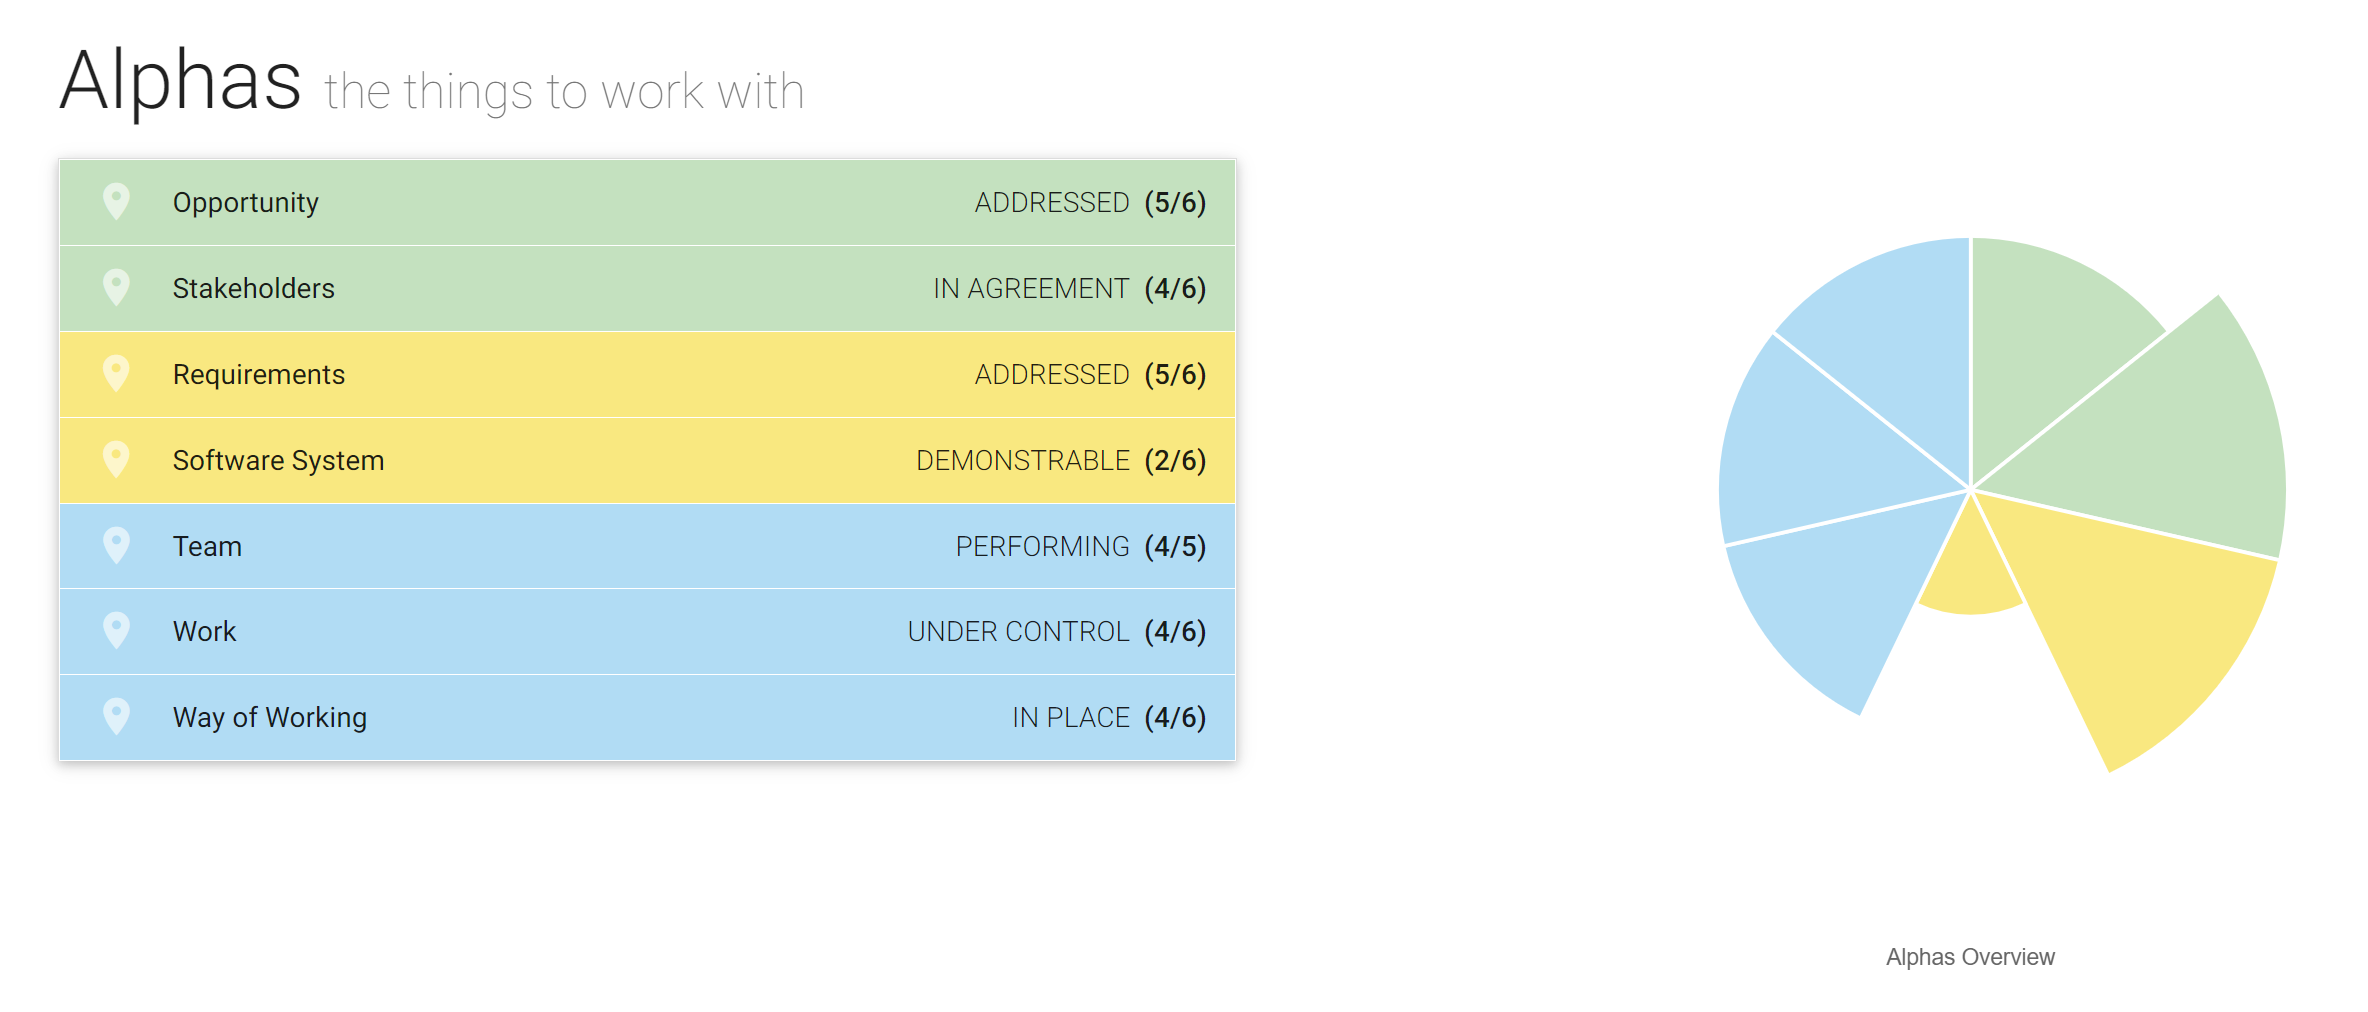 Alphas the things to work with
Opportunity ADDRESSED (5/6)
Stakeholders IN AGREEMENT (4/6)
Requirements ADDRESSED (5/6)
Software System DEMONSTRABLE (2/6)
Team PERFORMING (4/5)
Work UNDER CONTROL (4/6)
Way of Working IN PLACE (4/6)
Alphas Overview